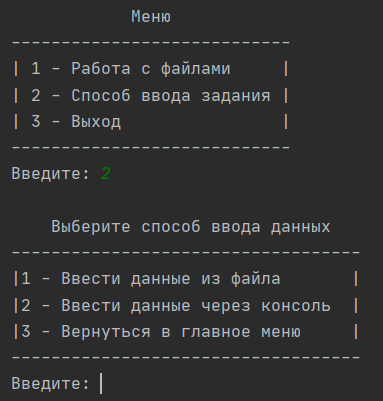 Меню
----------------------------
| 1 - Работа с файлами     |
| 2 - Способ ввода задания |
| 3 - Выход                |
----------------------------
Введите: 2
Выберите способ ввода данных
-----------------------------------
|1 - Ввести данные из файла       |
|2 - Ввести данные через консоль  |
|3 - Вернуться в главное меню     |
-----------------------------------
Введите: